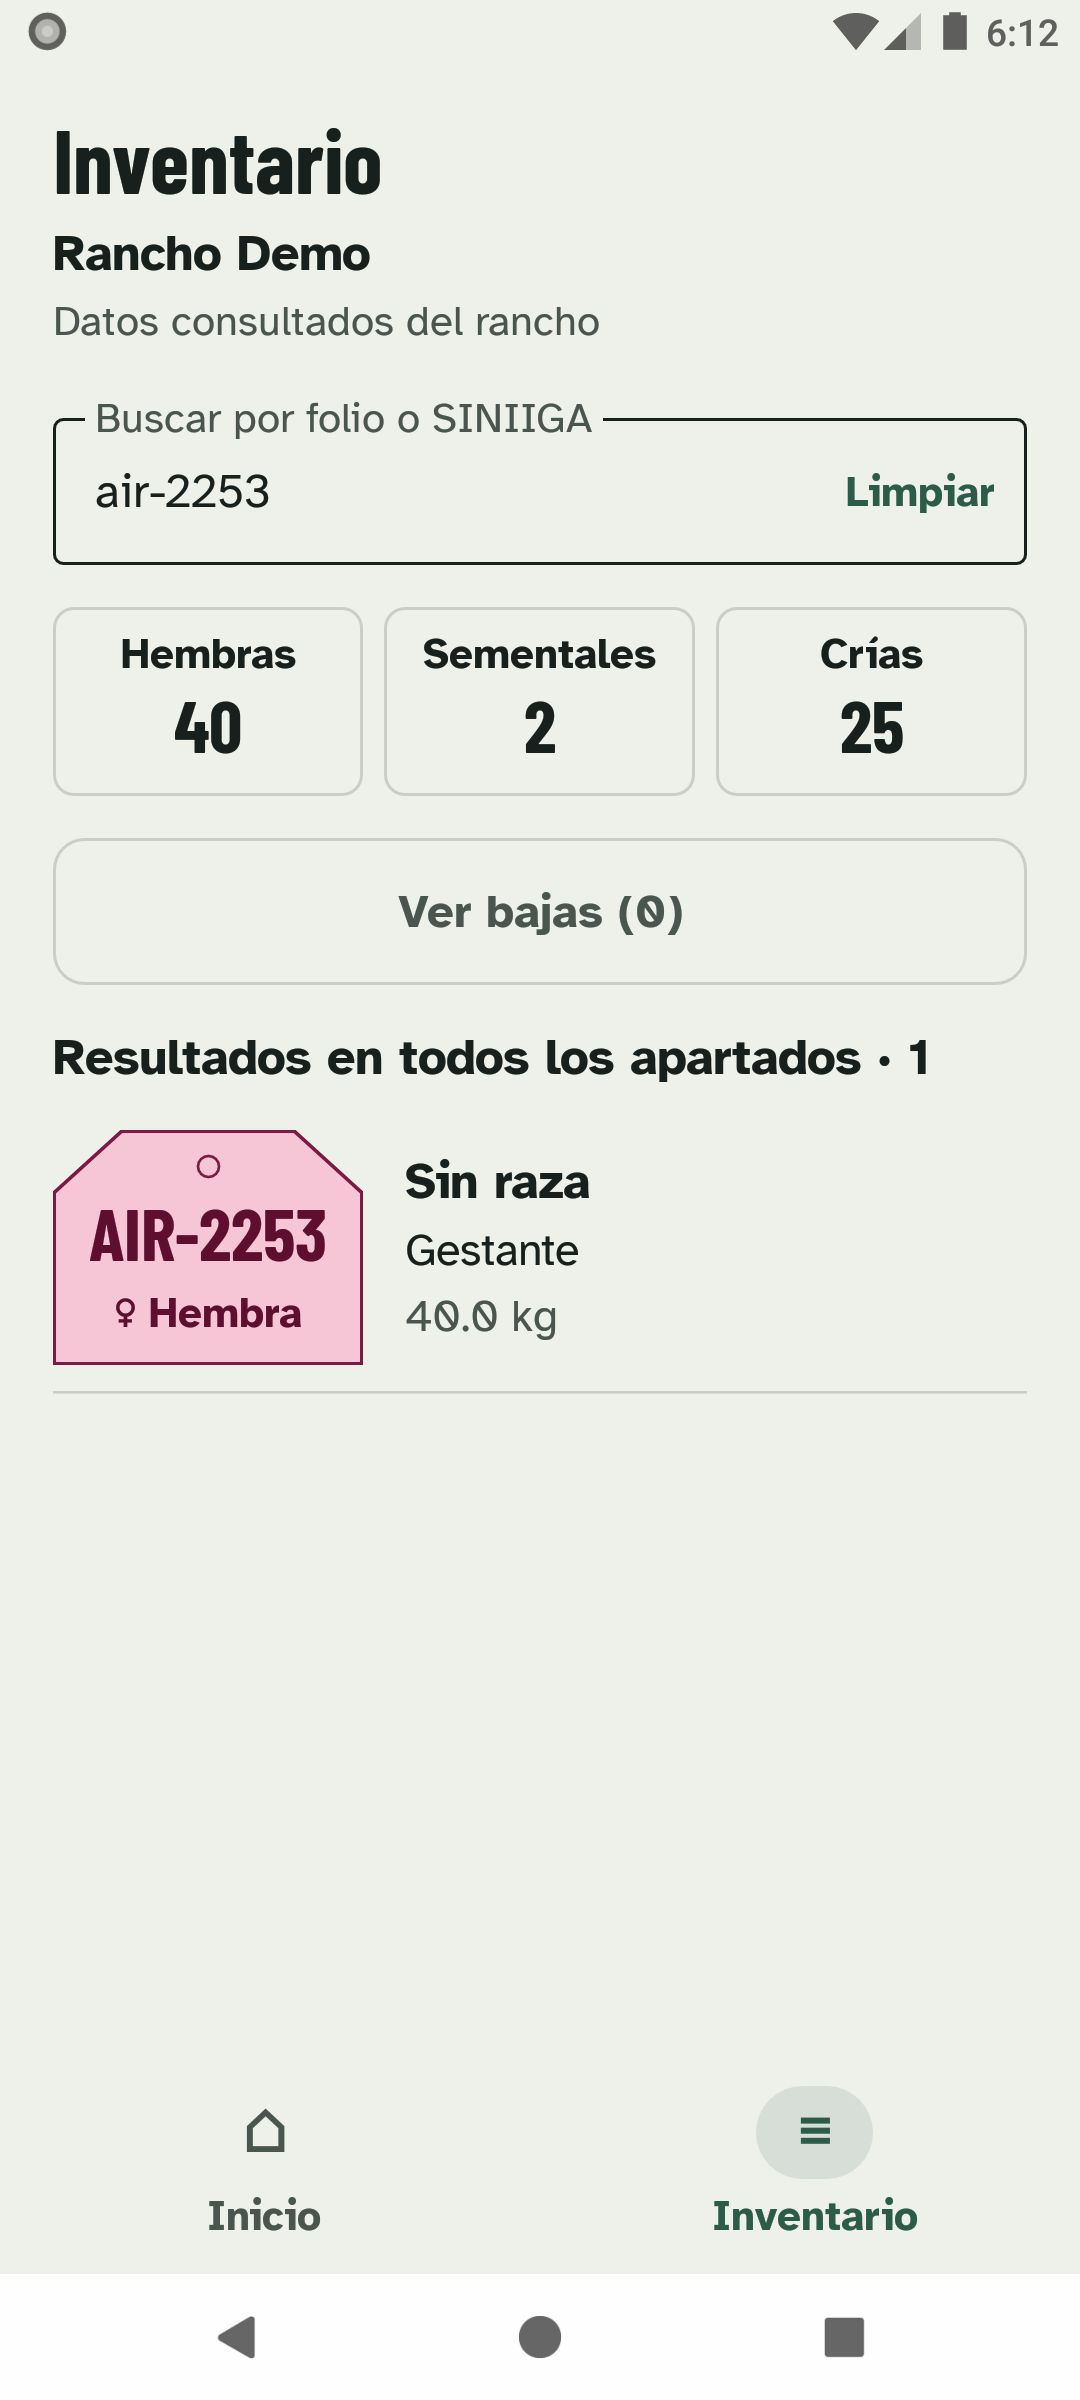 6:12
Inventario
Rancho Demo
Datos consultados del rancho
Buscar por folio o SINIIGA
air-2253
Limpiar
Hembras
40
Sementales
2
Crías
25
Ver bajas (0)
Resultados en todos los apartados · 1
AIR-2253
♀ Hembra
Sin raza
Gestante
40.0 kg
Inicio
Inventario